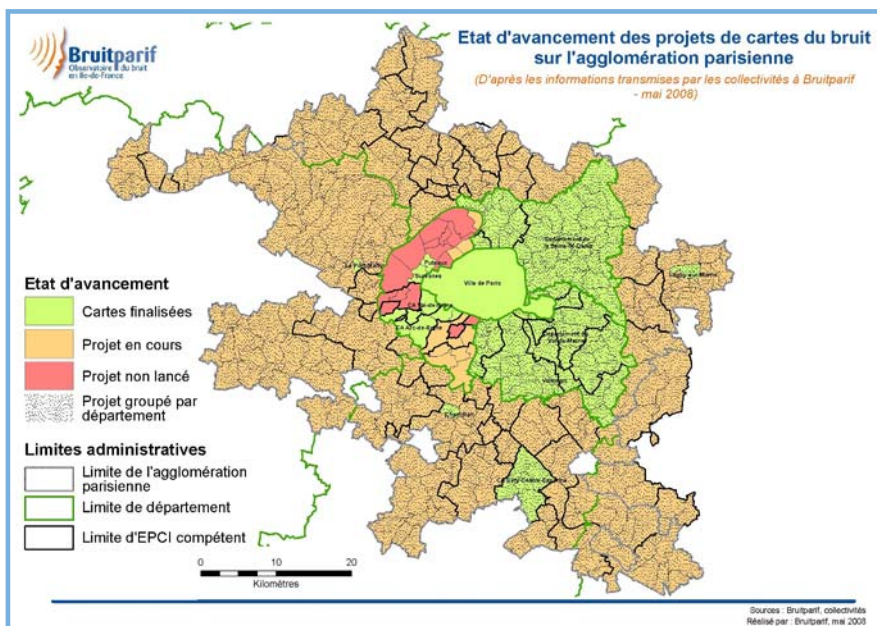 Bruitparif
Observatoire du bruit
en Ile-de-France
Etat d'avancement des projets de cartes du bruit
sur l'agglomération parisienne
(D'après les informations transmises par les collectivités à Bruitparif
- mai 2008)
Puteaux
Suresnes
Ville de Paris
Etat d'avancement
Cartes finalisées
Projet en cours
Projet non lancé
Projet groupé par
département
Limites administratives
Limite de l'agglomération
parisienne
Limite de département
Limite d'EPCI compétent
0 10 20
Kilomètres
Sources : Bruitparif, collectivités
Réalisé par : Bruitparif, mai 2008